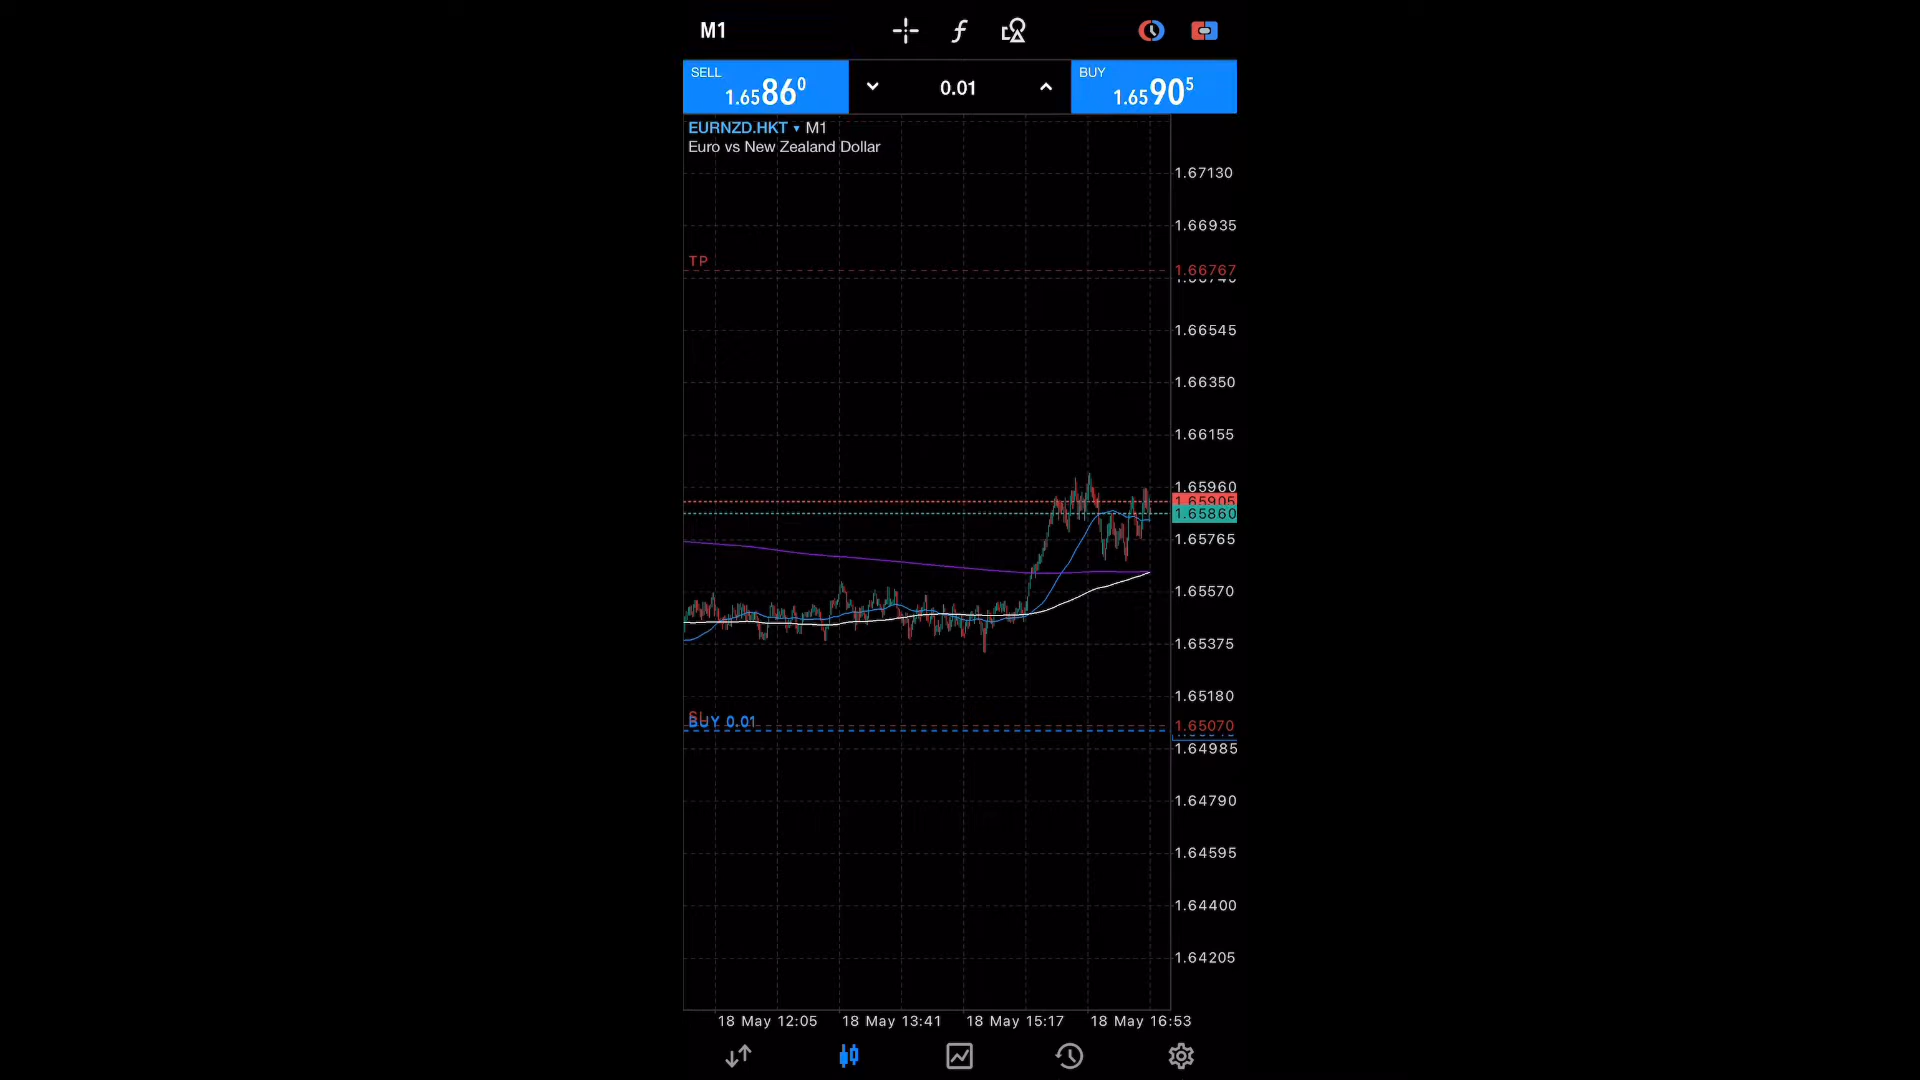 M1
SELL
1.65860
0.01
BUY
1.65905
EURNZD.HKT ▾ M1
Euro vs New Zealand Dollar
1.67130
1.66935
TP
1.66767
1.66740
1.66545
1.66350
1.66155
1.65960
1.65905
1.65860
1.65765
1.65570
1.65375
1.65180
SL
BUY 0.01
1.65070
1.64985
1.64790
1.64595
1.64400
1.64205
18 May 12:05
18 May 13:41
18 May 15:17
18 May 16:53